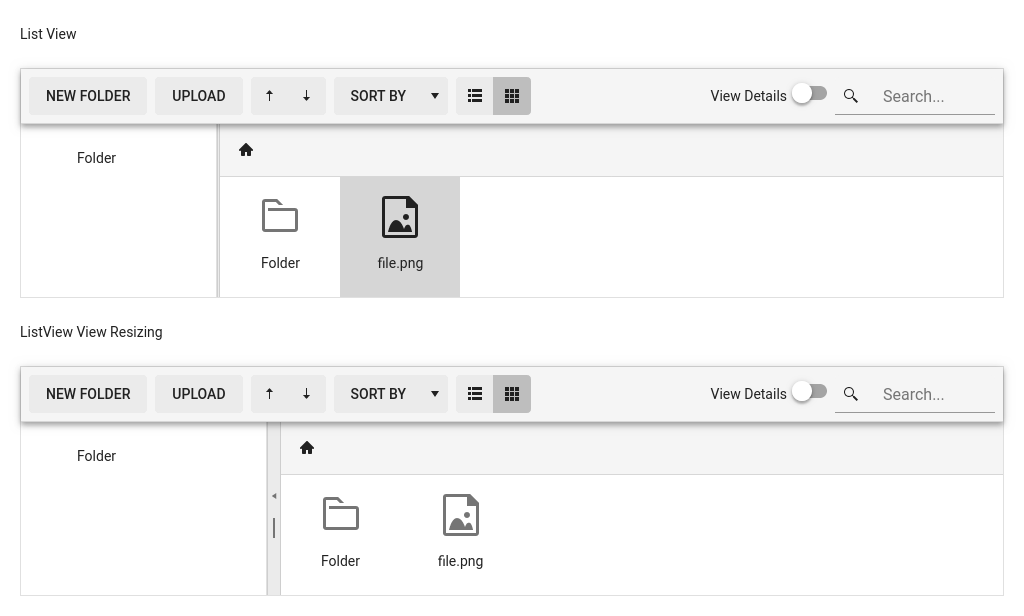 List View
NEW FOLDER UPLOAD SORT BY View Details Search...
Folder
Folder file.png
ListView View Resizing
NEW FOLDER UPLOAD SORT BY View Details Search...
Folder
Folder file.png